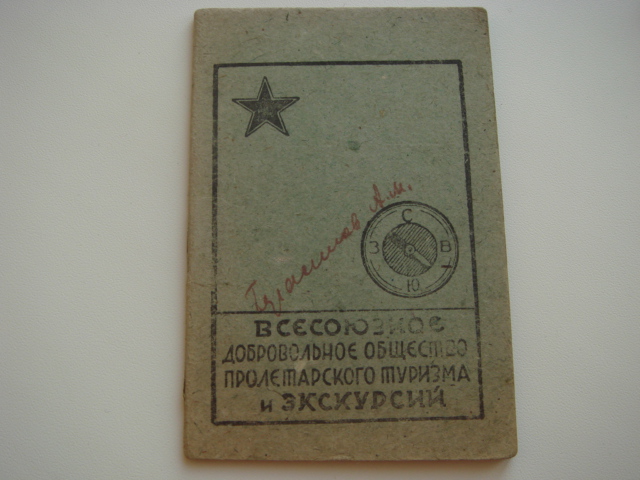 А. М.
С
З В
Ю
ВСЕСОЮЗНОЕ
ДОБРОВОЛЬНОЕ ОБЩЕСТВО
ПРОЛЕТАРСКОГО ТУРИЗМА
и ЭКСКУРСИЙ